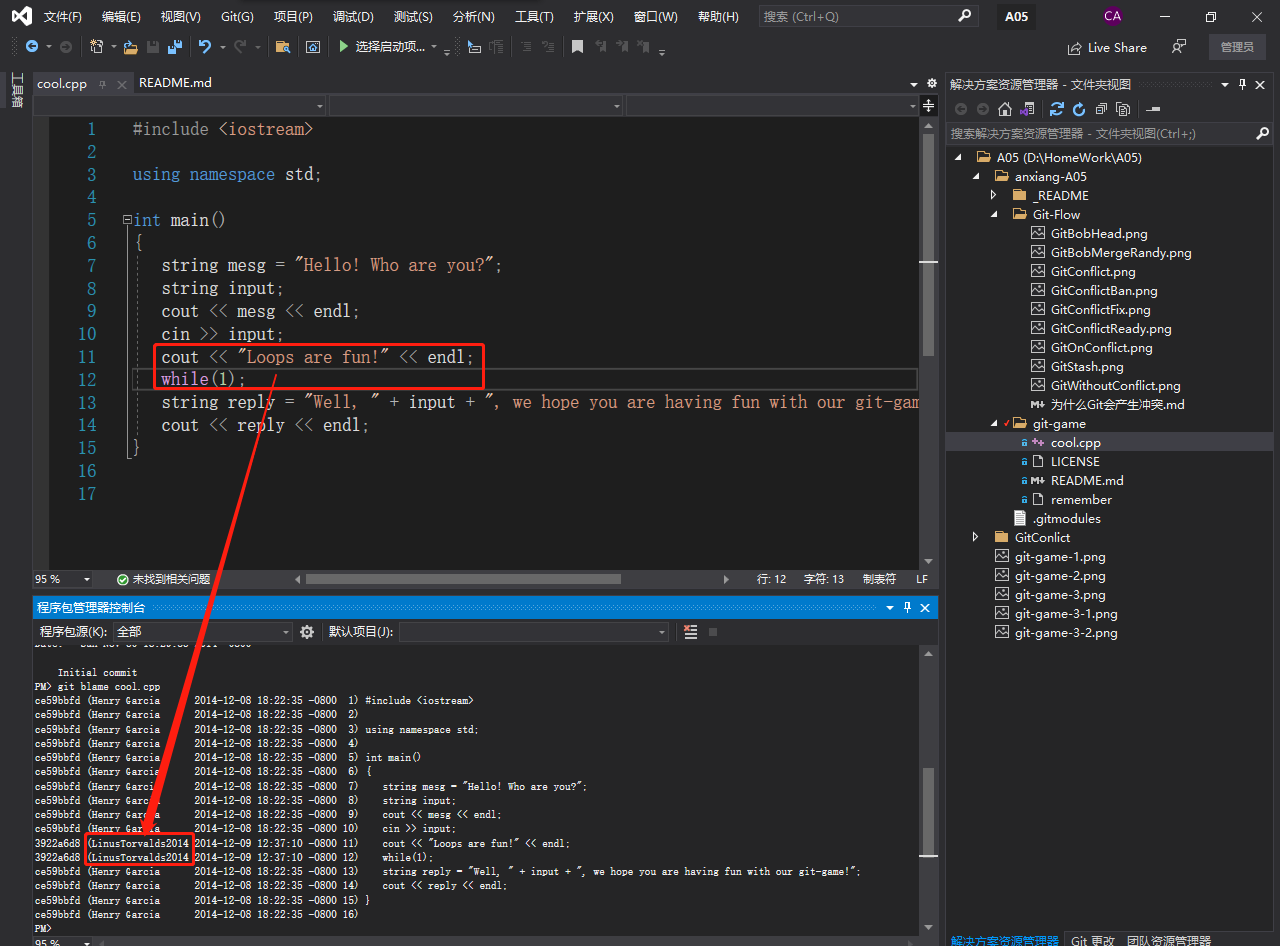 文件(F) 编辑(E) 视图(V) Git(G) 项目(P) 调试(D) 测试(S) 分析(N) 工具(T) 扩展(X) 窗口(W) 帮助(H) 搜索 (Ctrl+Q) A05 CA
选择启动项... Live Share 管理员
工具箱
cool.cpp README.md
1 #include <iostream>
2
3 using namespace std;
4
5 int main()
6 {
7 string mesg = "Hello! Who are you?";
8 string input;
9 cout << mesg << endl;
10 cin >> input;
11 cout << "Loops are fun!" << endl;
12 while(1);
13 string reply = "Well, " + input + ", we hope you are having fun with our git-gam
14 cout << reply << endl;
15 }
16
17
95 % 未找到相关问题 行: 12 字符: 13 制表符 LF
程序包管理器控制台
程序包源(K): 全部 默认项目(J):
Initial commit
PM> git blame cool.cpp
ce59bbfd (Henry Garcia 2014-12-08 18:22:35 -0800 1) #include <iostream>
ce59bbfd (Henry Garcia 2014-12-08 18:22:35 -0800 2)
ce59bbfd (Henry Garcia 2014-12-08 18:22:35 -0800 3) using namespace std;
ce59bbfd (Henry Garcia 2014-12-08 18:22:35 -0800 4)
ce59bbfd (Henry Garcia 2014-12-08 18:22:35 -0800 5) int main()
ce59bbfd (Henry Garcia 2014-12-08 18:22:35 -0800 6) {
ce59bbfd (Henry Garcia 2014-12-08 18:22:35 -0800 7) string mesg = "Hello! Who are you?";
ce59bbfd (Henry Garcia 2014-12-08 18:22:35 -0800 8) string input;
ce59bbfd (Henry Garcia 2014-12-08 18:22:35 -0800 9) cout << mesg << endl;
ce59bbfd (Henry Garcia 2014-12-08 18:22:35 -0800 10) cin >> input;
3922a6d8 (LinusTorvalds2014 2014-12-09 12:37:10 -0800 11) cout << "Loops are fun!" << endl;
3922a6d8 (LinusTorvalds2014 2014-12-09 12:37:10 -0800 12) while(1);
ce59bbfd (Henry Garcia 2014-12-08 18:22:35 -0800 13) string reply = "Well, " + input + ", we hope you are having fun with our git-game!";
ce59bbfd (Henry Garcia 2014-12-08 18:22:35 -0800 14) cout << reply << endl;
ce59bbfd (Henry Garcia 2014-12-08 18:22:35 -0800 15) }
ce59bbfd (Henry Garcia 2014-12-08 18:22:35 -0800 16)
PM>
95 %
解决方案资源管理器 - 文件夹视图
搜索解决方案资源管理器 - 文件夹视图(Ctrl+;)
A05 (D:\HomeWork\A05)
anxiang-A05
_README
Git-Flow
GitBobHead.png
GitBobMergeRandy.png
GitConflict.png
GitConflictBan.png
GitConflictFix.png
GitConflictReady.png
GitOnConflict.png
GitStash.png
GitWithoutConflict.png
为什么Git会产生冲突.md
git-game
cool.cpp
LICENSE
README.md
remember
.gitmodules
GitConlict
git-game-1.png
git-game-2.png
git-game-3.png
git-game-3-1.png
git-game-3-2.png
解决方案资源管理器 Git 更改 团队资源管理器